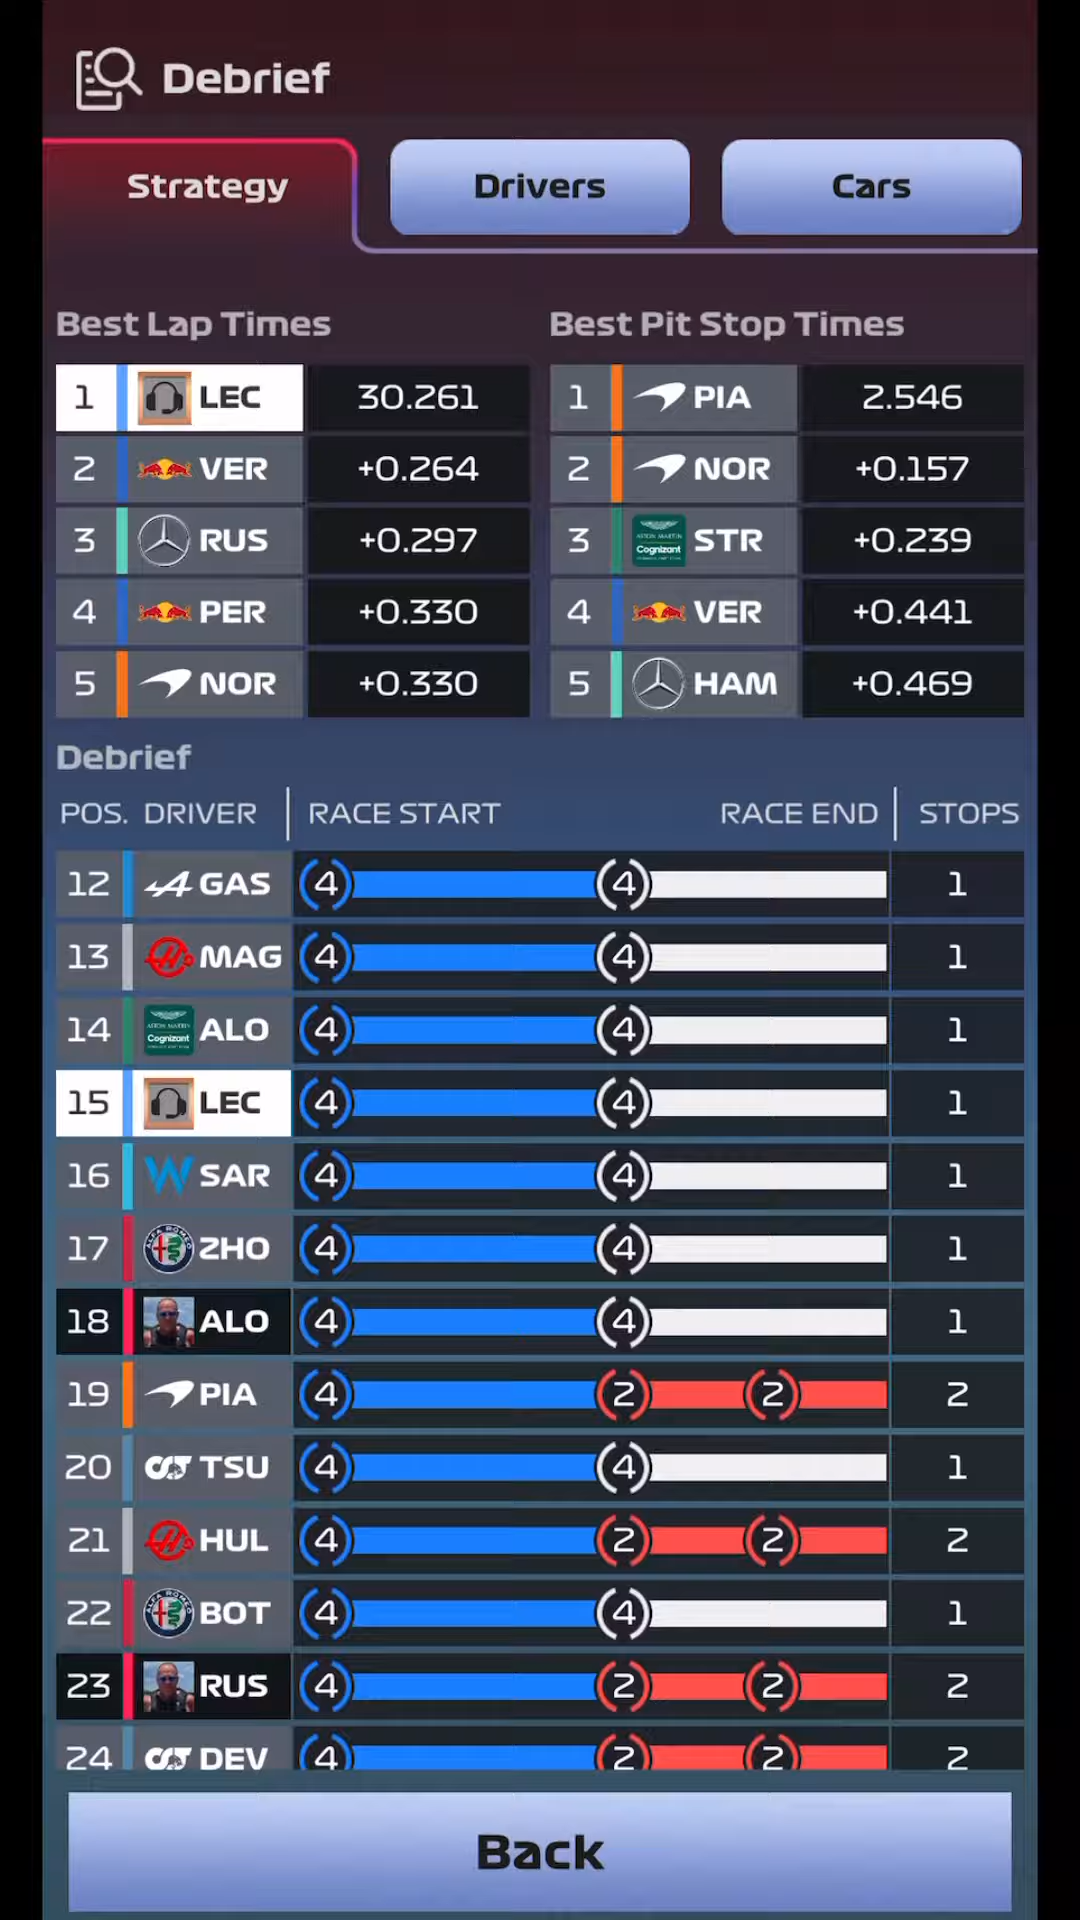 Debrief
Strategy Drivers Cars
Best Lap Times
1 LEC 30.261
2 VER +0.264
3 RUS +0.297
4 PER +0.330
5 NOR +0.330
Best Pit Stop Times
1 PIA 2.546
2 NOR +0.157
3 STR +0.239
4 VER +0.441
5 HAM +0.469
Debrief
POS. DRIVER RACE START RACE END STOPS
12 GAS 4 4 1
13 MAG 4 4 1
14 Cognizant ALO 4 4 1
15 LEC 4 4 1
16 SAR 4 4 1
17 ZHO 4 4 1
18 ALO 4 4 1
19 PIA 4 2 2 2
20 TSU 4 4 1
21 HUL 4 2 2 2
22 BOT 4 4 1
23 RUS 4 2 2 2
24 DEV 4 2 2 2
Back